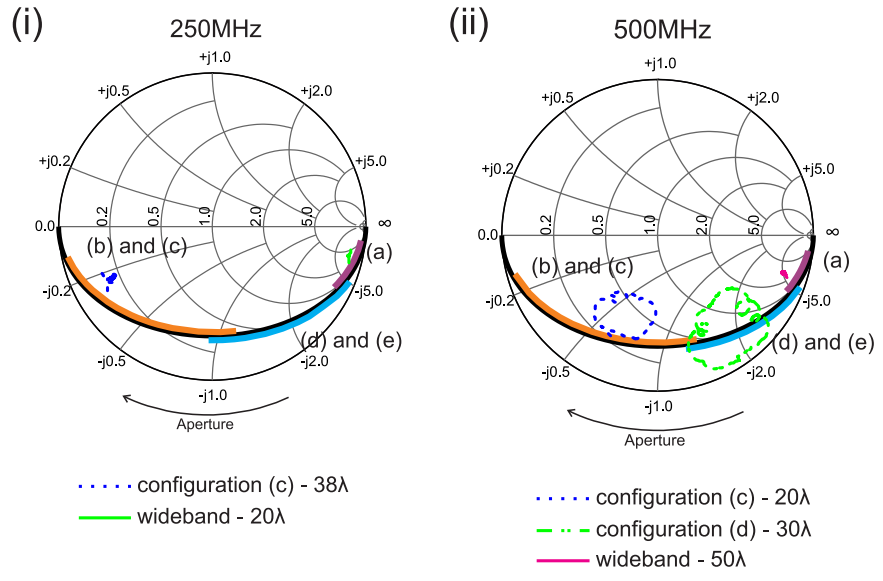 (i)
250MHz
+j1.0
+j0.5
+j2.0
+j0.2
+j5.0
0.0
0.2
0.5
1.0
2.0
5.0
∞
(b) and (c)
(a)
-j0.2
-j5.0
(d) and (e)
-j0.5
-j2.0
-j1.0
Aperture
configuration (c) - 38λ
wideband - 20λ
(ii)
500MHz
+j1.0
+j0.5
+j2.0
+j0.2
+j5.0
0.0
0.2
0.5
1.0
2.0
5.0
∞
(b) and (c)
(a)
-j0.2
-j5.0
(d) and (e)
-j0.5
-j2.0
-j1.0
Aperture
configuration (c) - 20λ
configuration (d) - 30λ
wideband - 50λ